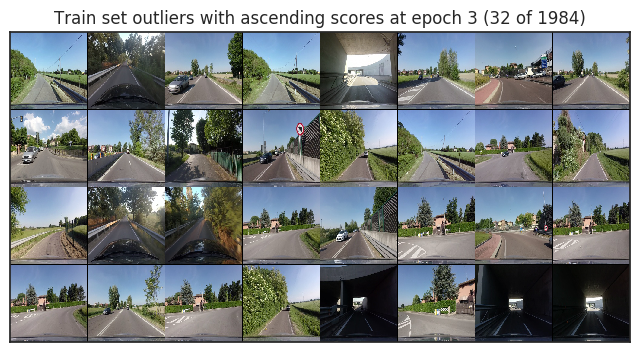 Train set outliers with ascending scores at epoch 3 (32 of 1984)